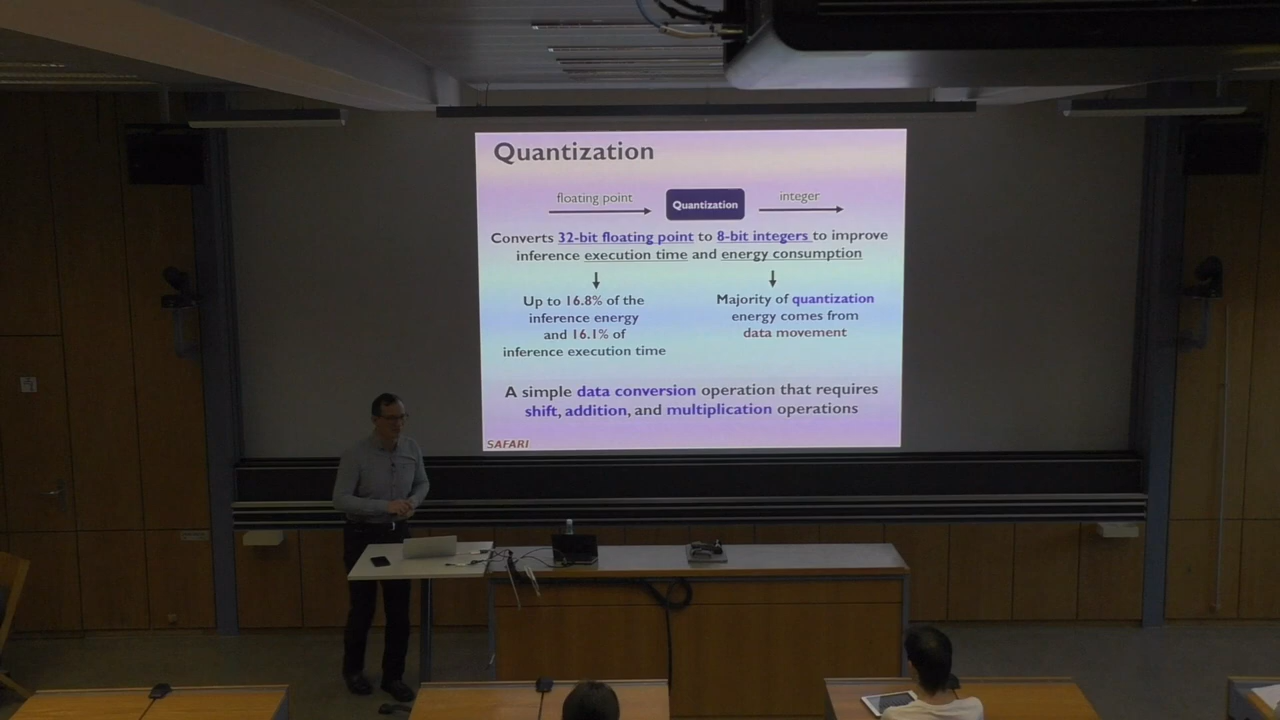 Quantization
floating point
Quantization
integer
Converts 32-bit floating point to 8-bit integers to improve
inference execution time and energy consumption
Up to 16.8% of the
inference energy
and 16.1% of
inference execution time
Majority of quantization
energy comes from
data movement
A simple data conversion operation that requires
shift, addition, and multiplication operations
SAFARI